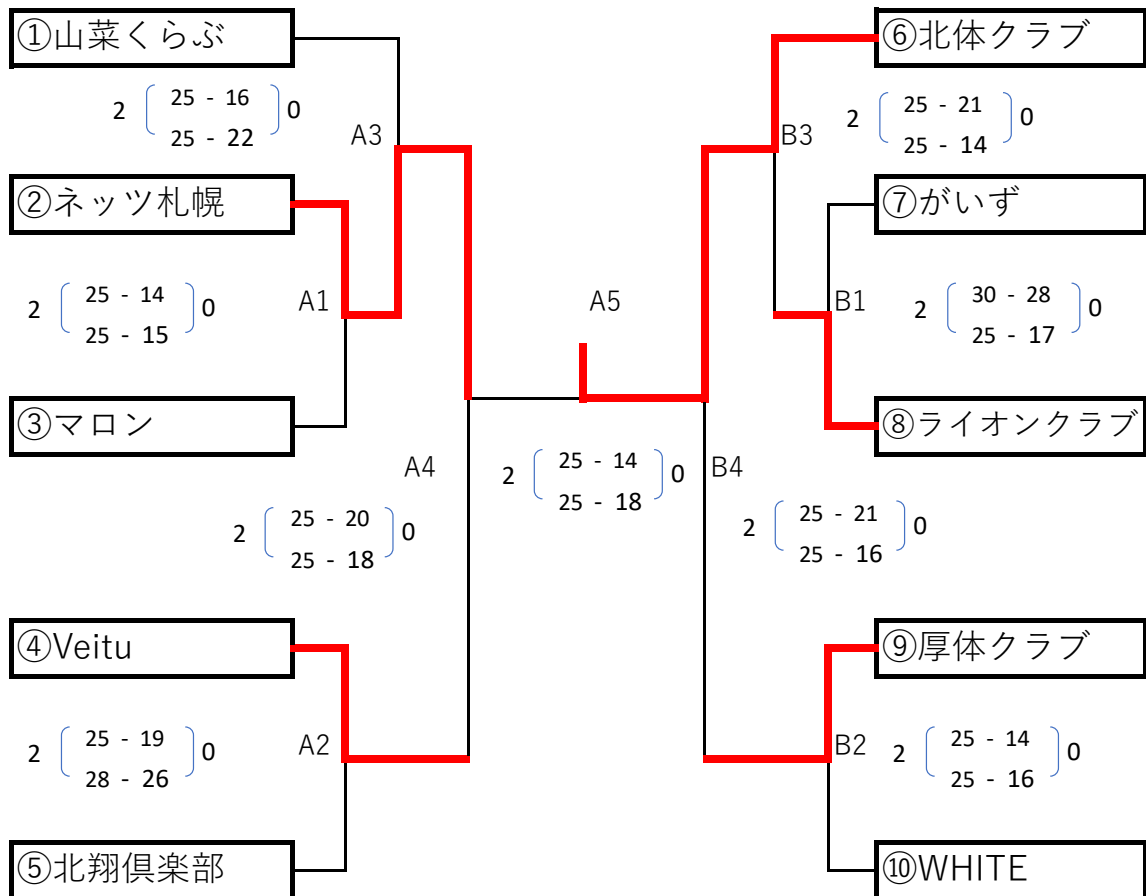 ①山菜くらぶ
⑥北体クラブ
2 25 - 16 0
25 - 22
A3
B3
2 25 - 21 0
25 - 14
②ネッツ札幌
⑦がいず
2 25 - 14 0
25 - 15
A1
A5
B1
2 30 - 28 0
25 - 17
③マロン
⑧ライオンクラブ
A4
2 25 - 14 0
25 - 18
B4
2 25 - 20 0
25 - 18
2 25 - 21 0
25 - 16
④Veitu
⑨厚体クラブ
2 25 - 19 0
28 - 26
A2
B2
2 25 - 14 0
25 - 16
⑤北翔倶楽部
⑩WHITE